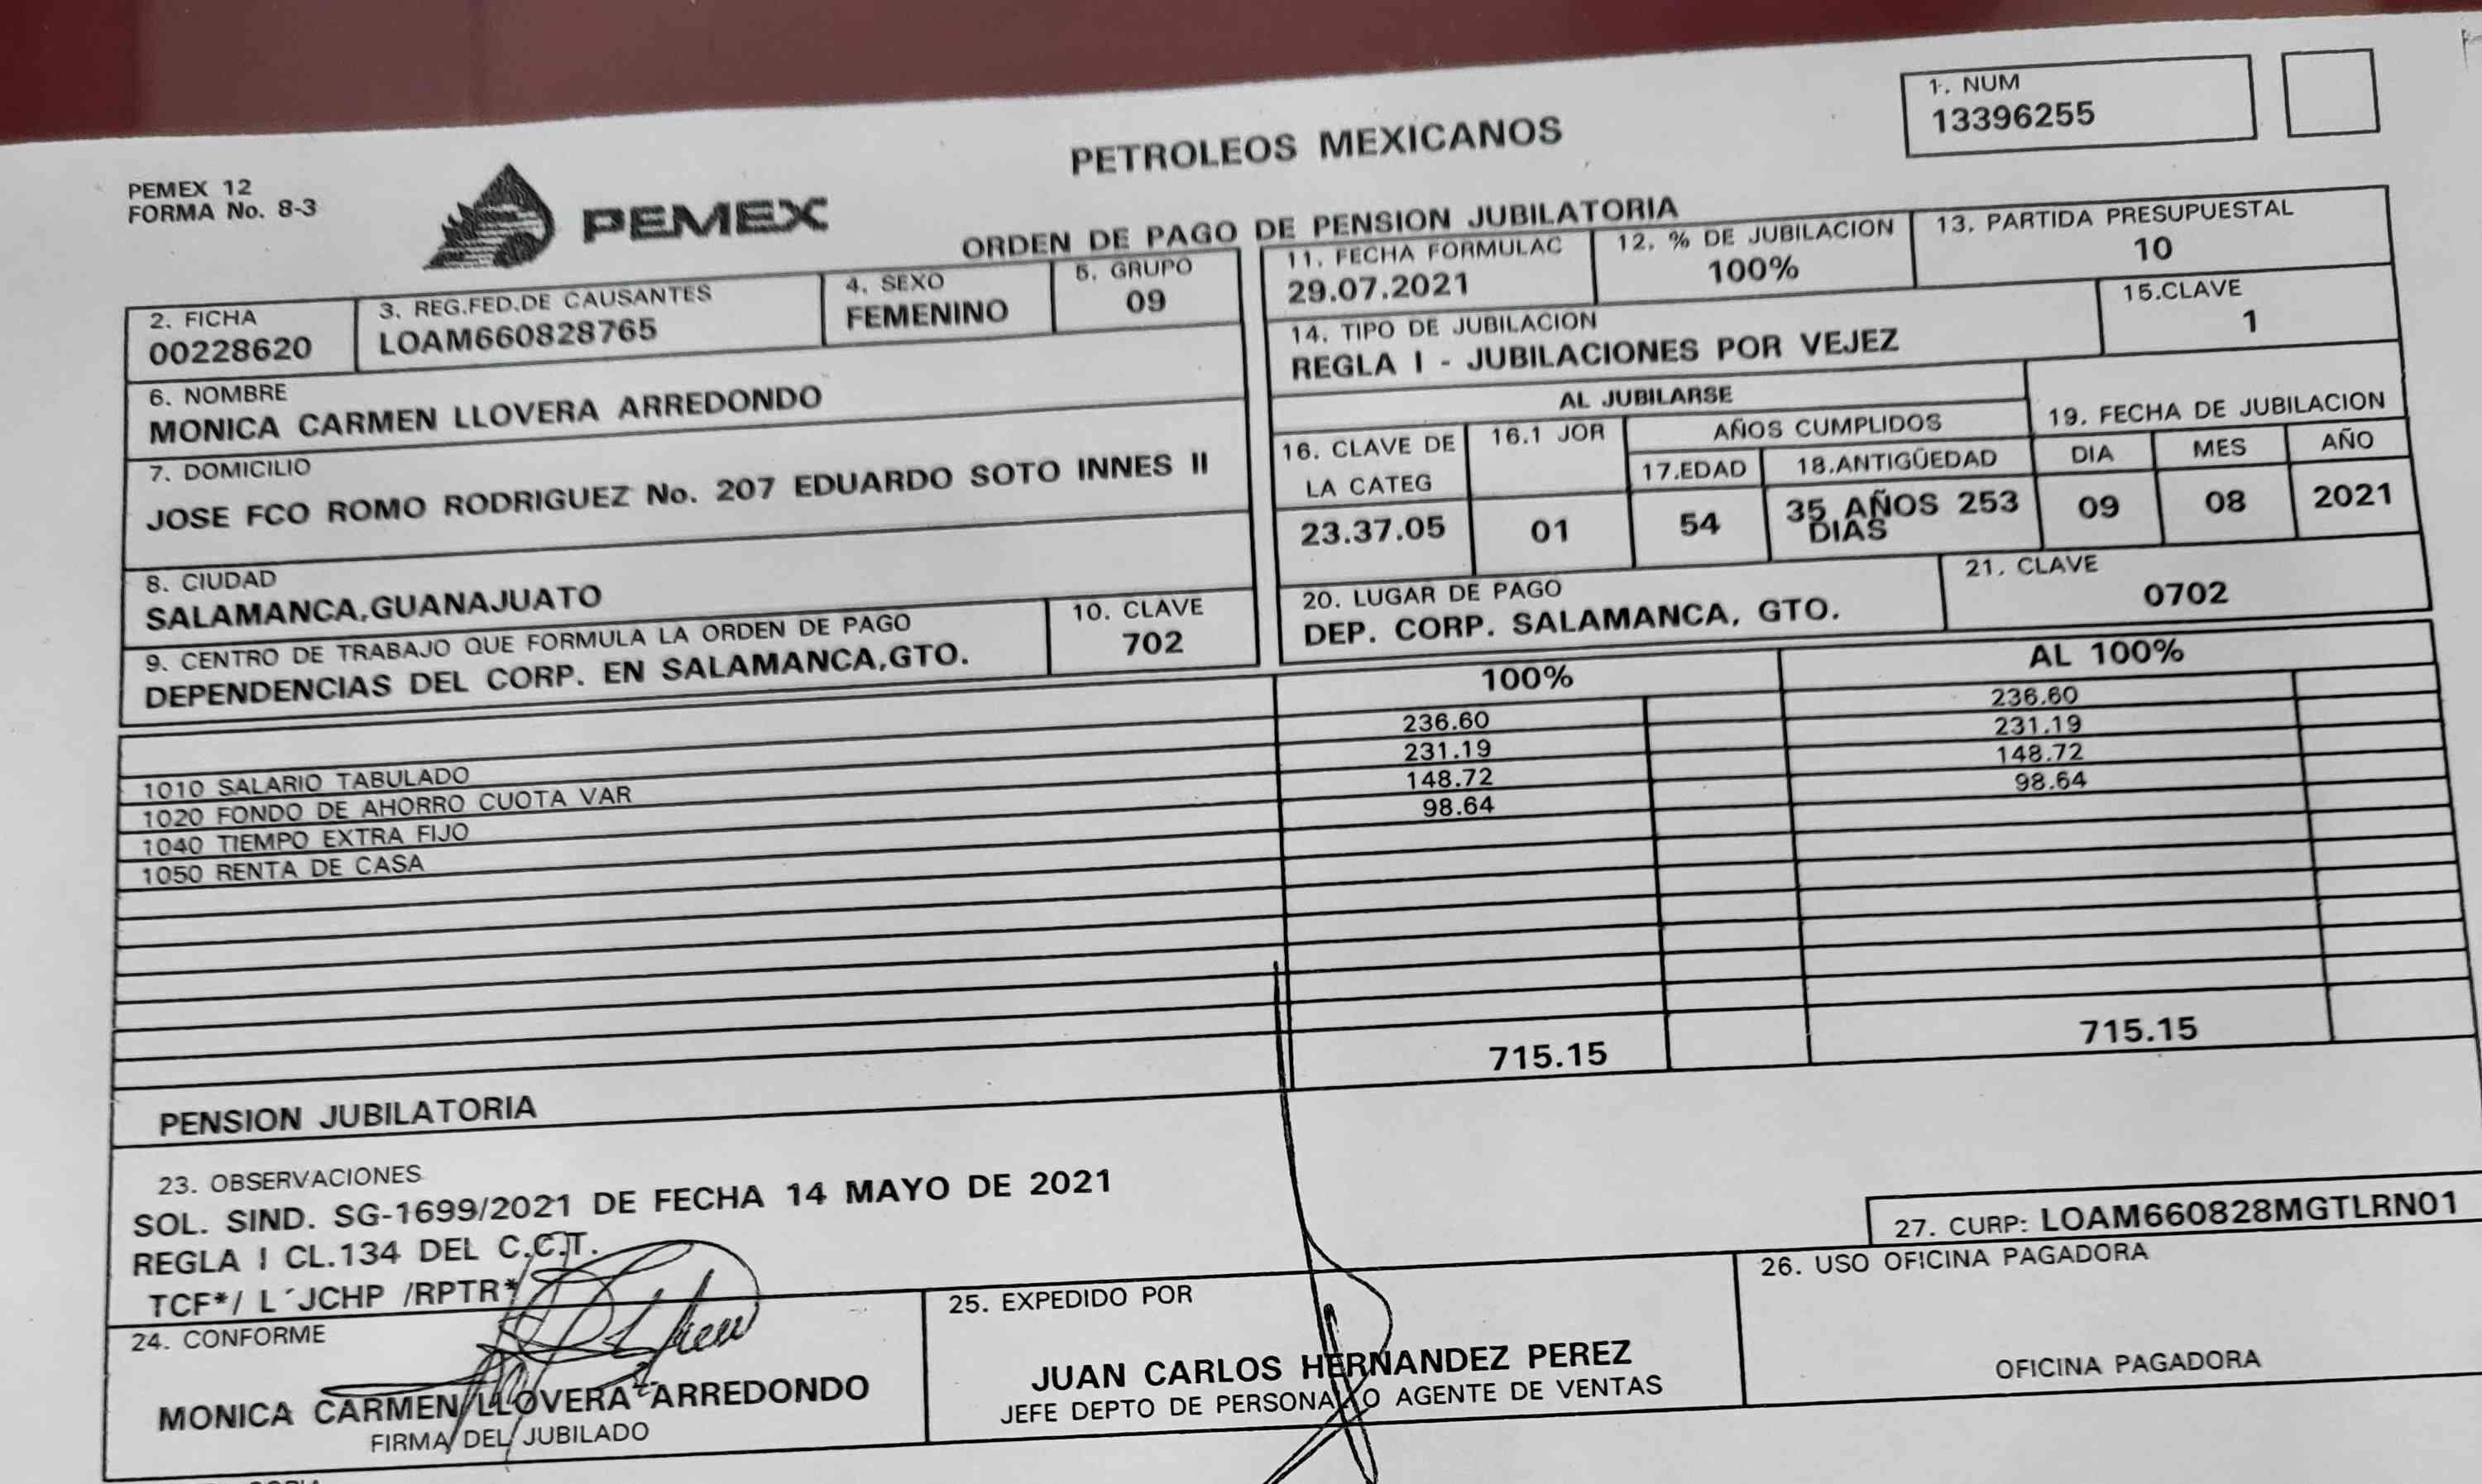 1. NUM
13396255
PETROLEOS MEXICANOS
PEMEX 12
FORMA No. 8-3
PEMEX
ORDEN DE PAGO DE PENSION JUBILATORIA
2. FICHA
00228620
3. REG.FED.DE CAUSANTES
LOAM660828765
4. SEXO
FEMENINO
5. GRUPO
09
6. NOMBRE
MONICA CARMEN LLOVERA ARREDONDO
7. DOMICILIO
JOSE FCO ROMO RODRIGUEZ No. 207 EDUARDO SOTO INNES II
8. CIUDAD
SALAMANCA,GUANAJUATO
9. CENTRO DE TRABAJO QUE FORMULA LA ORDEN DE PAGO
DEPENDENCIAS DEL CORP. EN SALAMANCA,GTO.
10. CLAVE
702
11. FECHA FORMULAC
29.07.2021
12. % DE JUBILACION
100%
13. PARTIDA PRESUPUESTAL
10
14. TIPO DE JUBILACION
REGLA I - JUBILACIONES POR VEJEZ
15.CLAVE
1
AL JUBILARSE
16. CLAVE DE
LA CATEG
23.37.05
16.1 JOR
01
AÑOS CUMPLIDOS
17.EDAD
54
18.ANTIGÜEDAD
35 AÑOS 253
DIAS
19. FECHA DE JUBILACION
DIA MES AÑO
09 08 2021
20. LUGAR DE PAGO
DEP. CORP. SALAMANCA, GTO.
21. CLAVE
0702
100% AL 100%
1010 SALARIO TABULADO 236.60 236.60
1020 FONDO DE AHORRO CUOTA VAR 231.19 231.19
1040 TIEMPO EXTRA FIJO 148.72 148.72
1050 RENTA DE CASA 98.64 98.64
PENSION JUBILATORIA 715.15 715.15
23. OBSERVACIONES
SOL. SIND. SG-1699/2021 DE FECHA 14 MAYO DE 2021
REGLA I CL.134 DEL C.C.T.
TCF*/ L´JCHP /RPTR*
27. CURP: LOAM660828MGTLRN01
24. CONFORME
MONICA CARMEN LLOVERA ARREDONDO
FIRMA DEL JUBILADO
25. EXPEDIDO POR
JUAN CARLOS HERNANDEZ PEREZ
JEFE DEPTO DE PERSONAL O AGENTE DE VENTAS
26. USO OFICINA PAGADORA
OFICINA PAGADORA